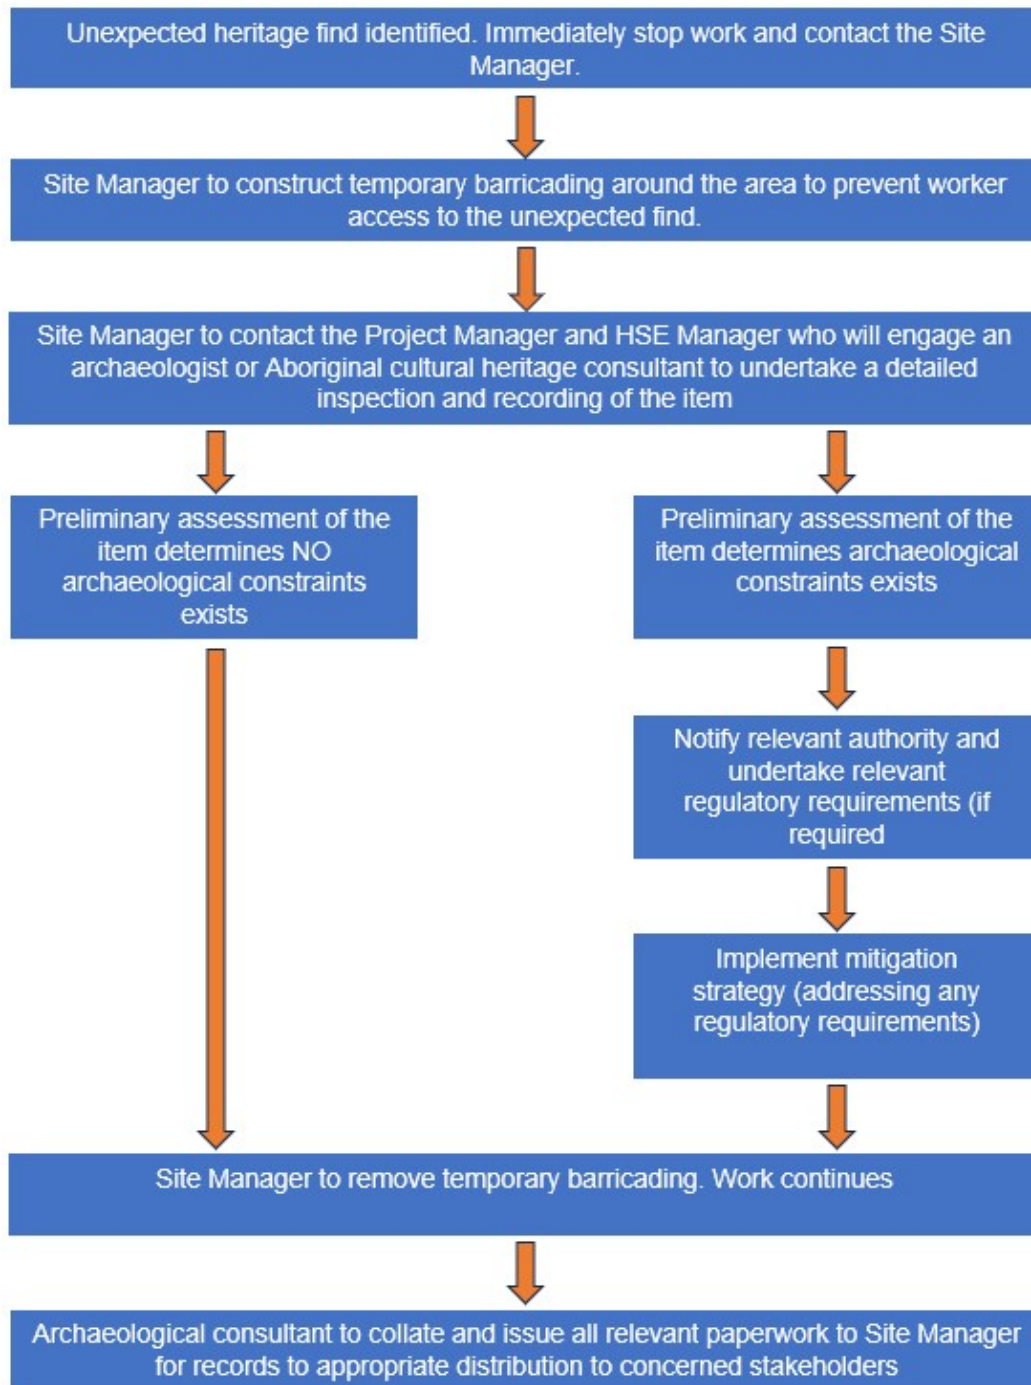 Unexpected heritage find identified. Immediately stop work and contact the Site
Manager.
Site Manager to construct temporary barricading around the area to prevent worker
access to the unexpected find.
Site Manager to contact the Project Manager and HSE Manager who will engage an
archaeologist or Aboriginal cultural heritage consultant to undertake a detailed
inspection and recording of the item
Preliminary assessment of the
item determines NO
archaeological constraints
exists
Preliminary assessment of the
item determines archaeological
constraints exists
Notify relevant authority and
undertake relevant
regulatory requirements (if
required
Implement mitigation
strategy (addressing any
regulatory requirements)
Site Manager to remove temporary barricading. Work continues
Archaeological consultant to collate and issue all relevant paperwork to Site Manager
for records to appropriate distribution to concerned stakeholders